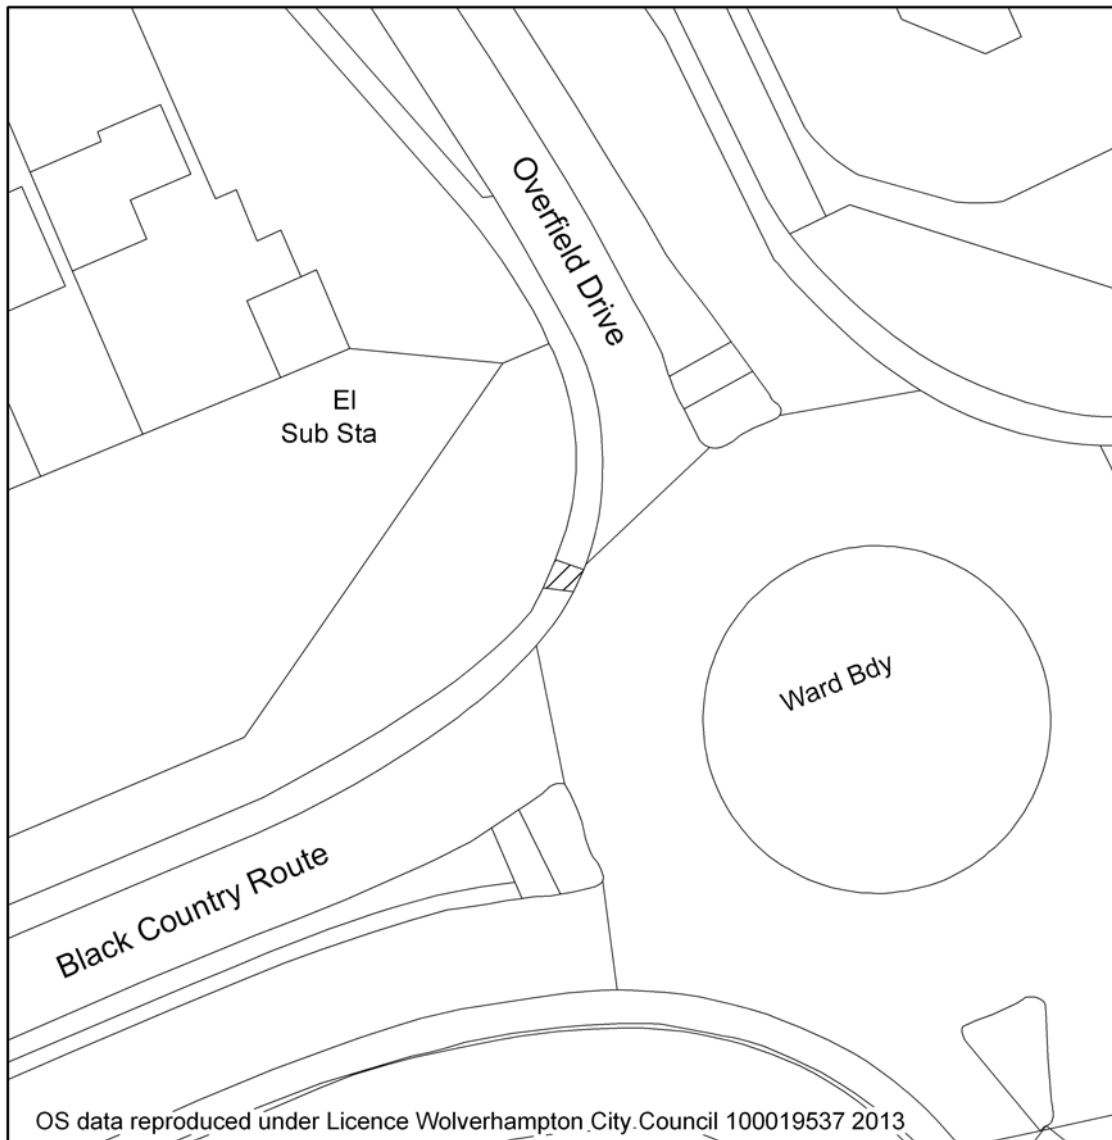 Overfield Drive
El
Sub Sta
Ward Bdy
Black Country Route
OS data reproduced under Licence Wolverhampton City Council 100019537 2013